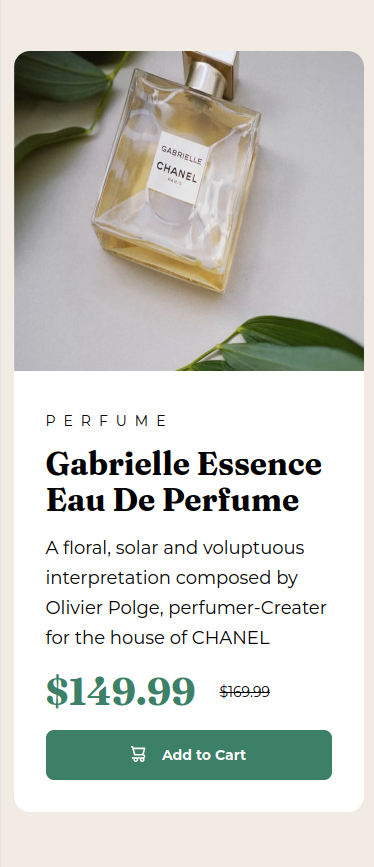 GABRIELLE
CHANEL
PARIS
PERFUME
Gabrielle Essence
Eau De Perfume
A floral, solar and voluptuous
interpretation composed by
Olivier Polge, perfumer-Creater
for the house of CHANEL
$149.99 $169.99
Add to Cart